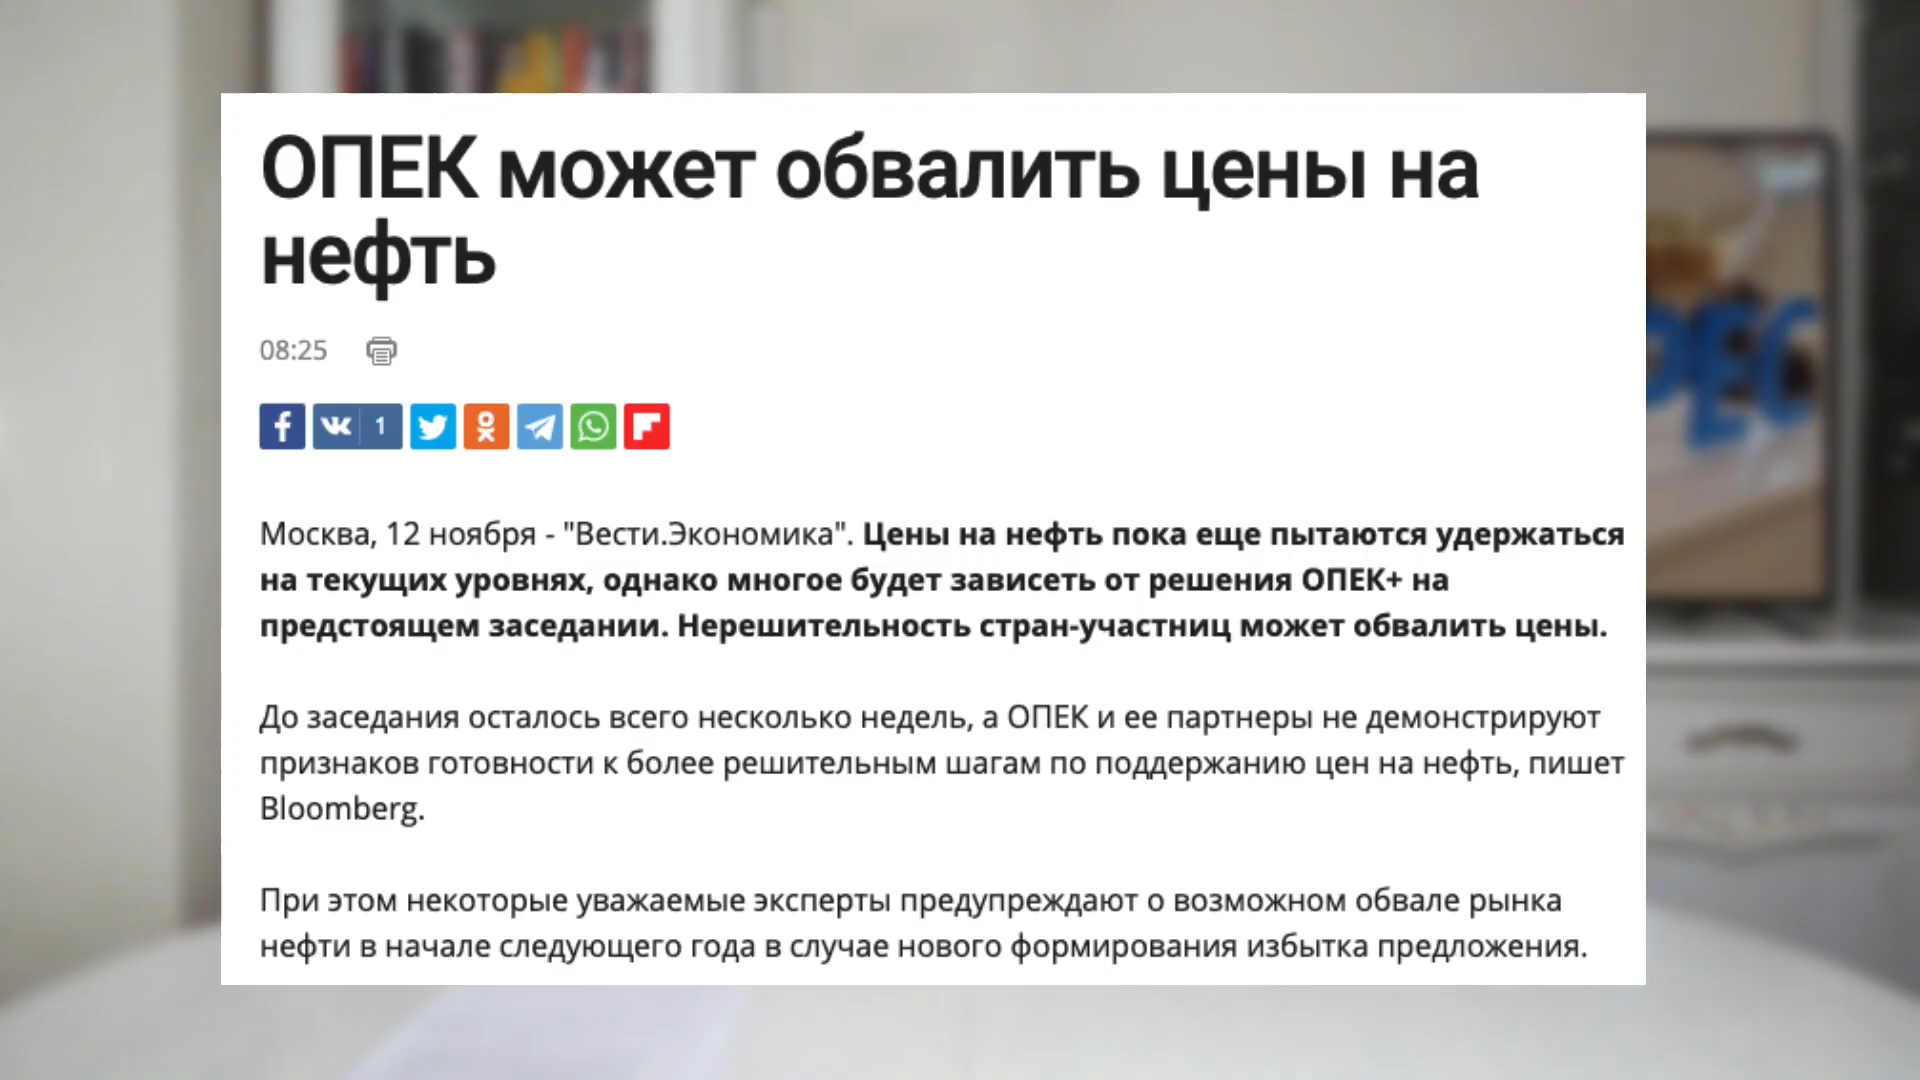 ОПЕК может обвалить цены на
нефть
08:25
1
Москва, 12 ноября - "Вести.Экономика". Цены на нефть пока еще пытаются удержаться
на текущих уровнях, однако многое будет зависеть от решения ОПЕК+ на
предстоящем заседании. Нерешительность стран-участниц может обвалить цены.
До заседания осталось всего несколько недель, а ОПЕК и ее партнеры не демонстрируют
признаков готовности к более решительным шагам по поддержанию цен на нефть, пишет
Bloomberg.
При этом некоторые уважаемые эксперты предупреждают о возможном обвале рынка
нефти в начале следующего года в случае нового формирования избытка предложения.